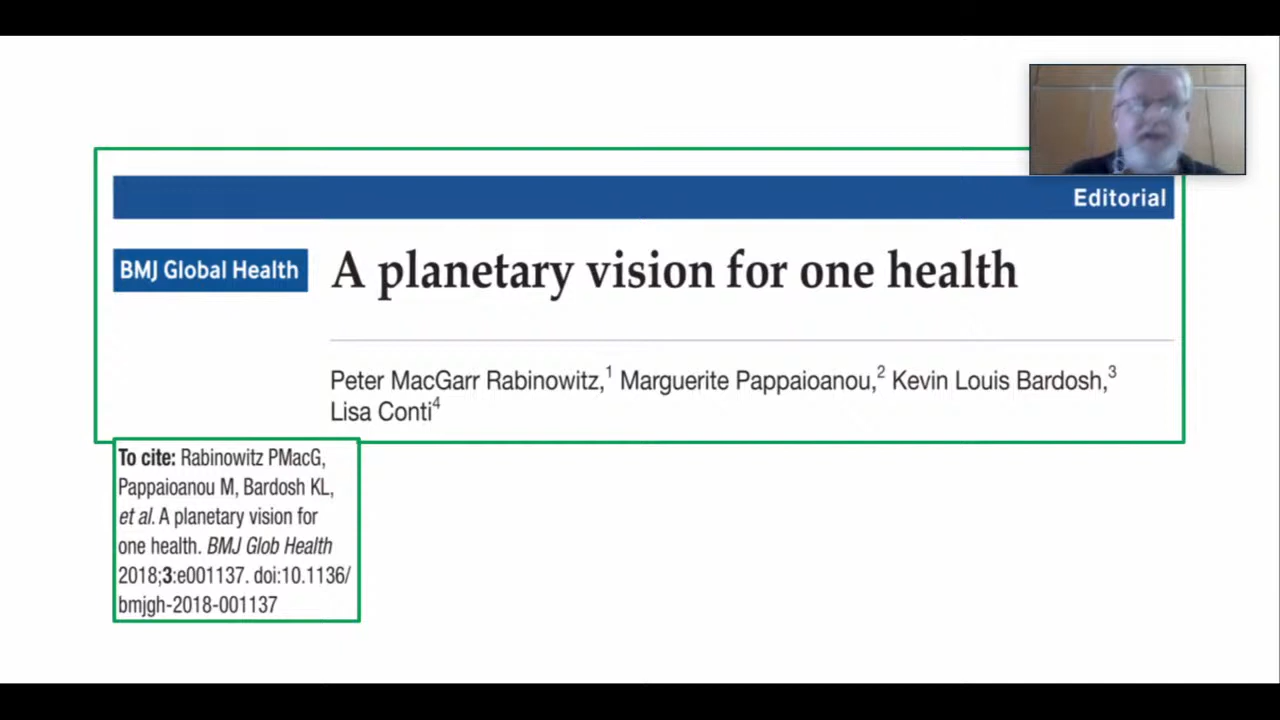 Editorial
BMJ Global Health
A planetary vision for one health
Peter MacGarr Rabinowitz,1 Marguerite Pappaioanou,2 Kevin Louis Bardosh,3
Lisa Conti4
To cite: Rabinowitz PMacG,
Pappaioanou M, Bardosh KL,
et al. A planetary vision for
one health. BMJ Glob Health
2018;3:e001137. doi:10.1136/
bmjgh-2018-001137